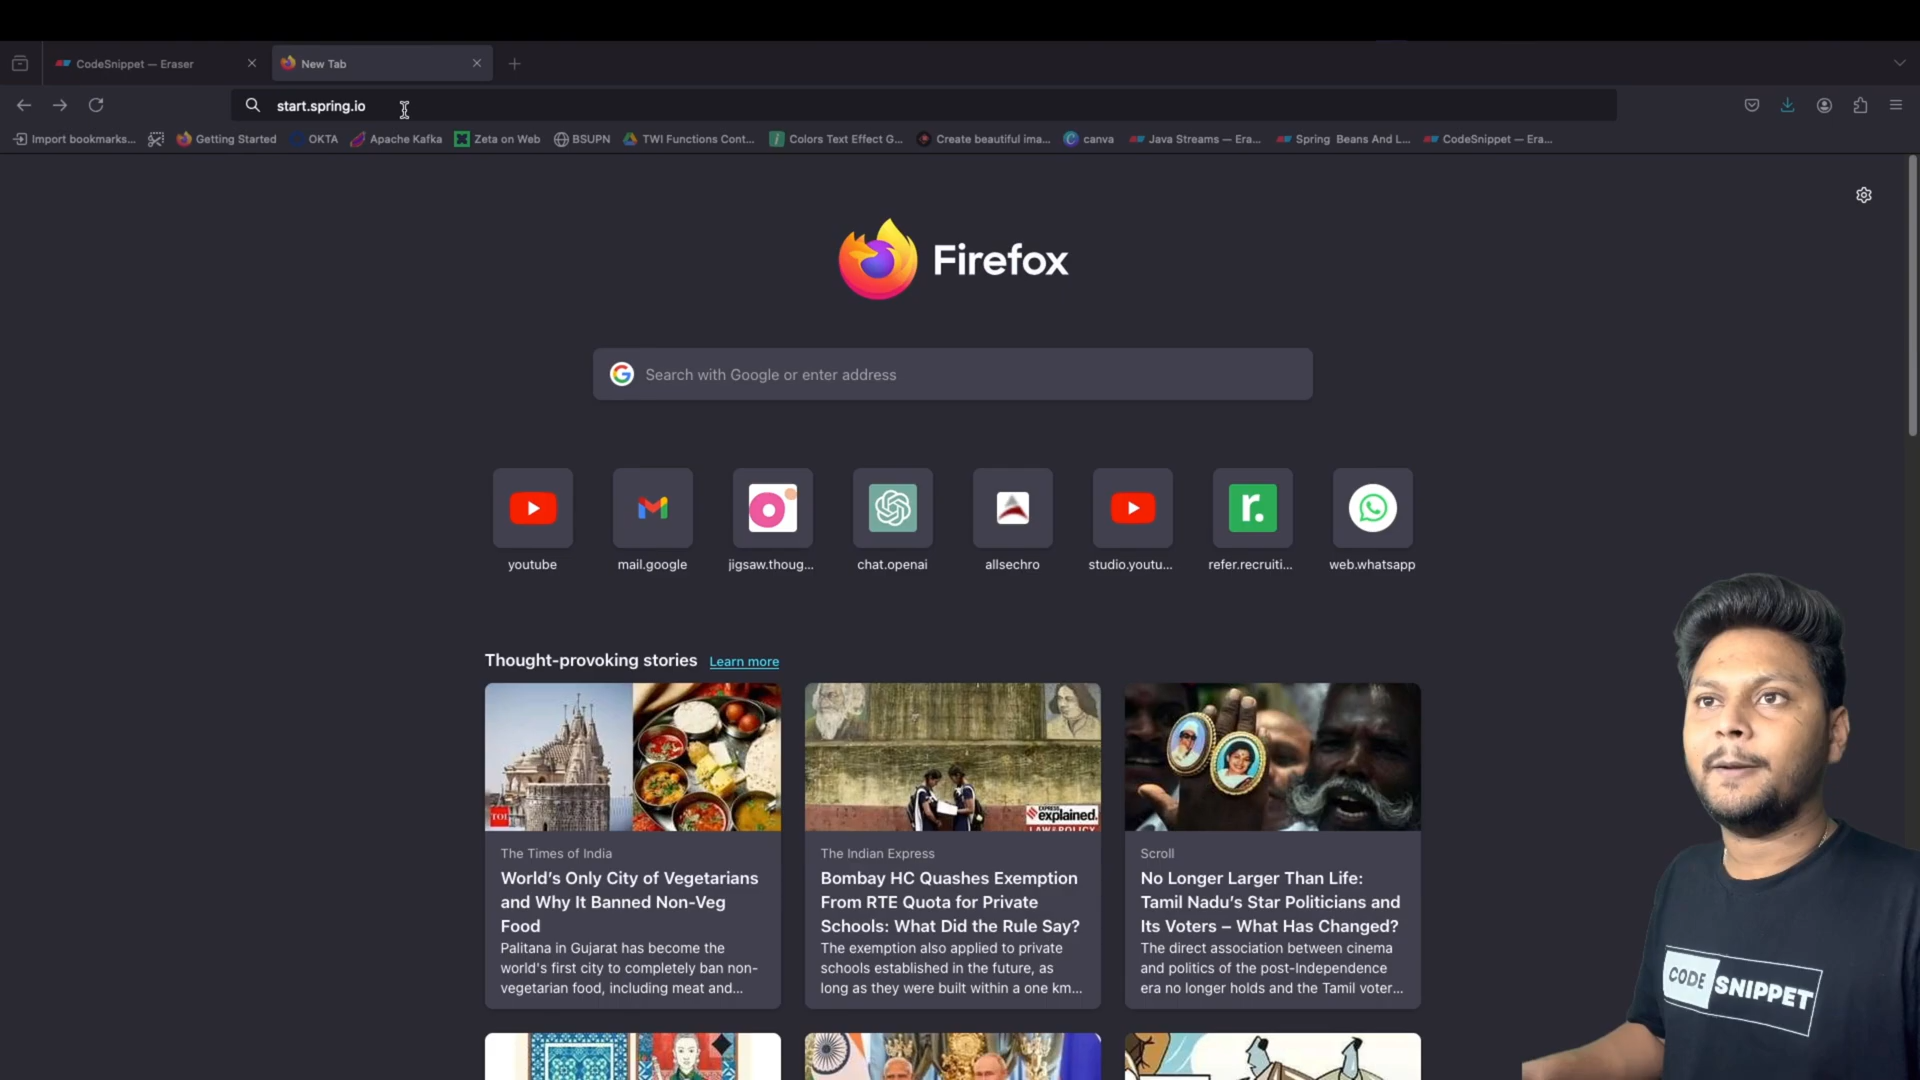 CodeSnippet — Eraser
New Tab
start.spring.io
Import bookmarks...
Getting Started
OKTA
Apache Kafka
Zeta on Web
BSUPN
TWI Functions Cont...
Colors Text Effect G...
Create beautiful ima...
canva
Java Streams — Era...
Spring Beans And L...
CodeSnippet — Era...
Firefox
Search with Google or enter address
youtube
mail.google
jigsaw.thoug...
chat.openai
allsechro
studio.youtu...
r.
refer.recruiti...
web.whatsapp
Thought-provoking stories Learn more
TOI
The Times of India
World's Only City of Vegetarians
and Why It Banned Non-Veg
Food
Palitana in Gujarat has become the
world's first city to completely ban non-
vegetarian food, including meat and...
EXPRESS
explained.
LAW & POLICY
The Indian Express
Bombay HC Quashes Exemption
From RTE Quota for Private
Schools: What Did the Rule Say?
The exemption also applied to private
schools established in the future, as
long as they were built within a one km...
Scroll
No Longer Larger Than Life:
Tamil Nadu's Star Politicians and
Its Voters – What Has Changed?
The direct association between cinema
and politics of the post-Independence
era no longer holds and the Tamil voter...
CODE SNIPPET